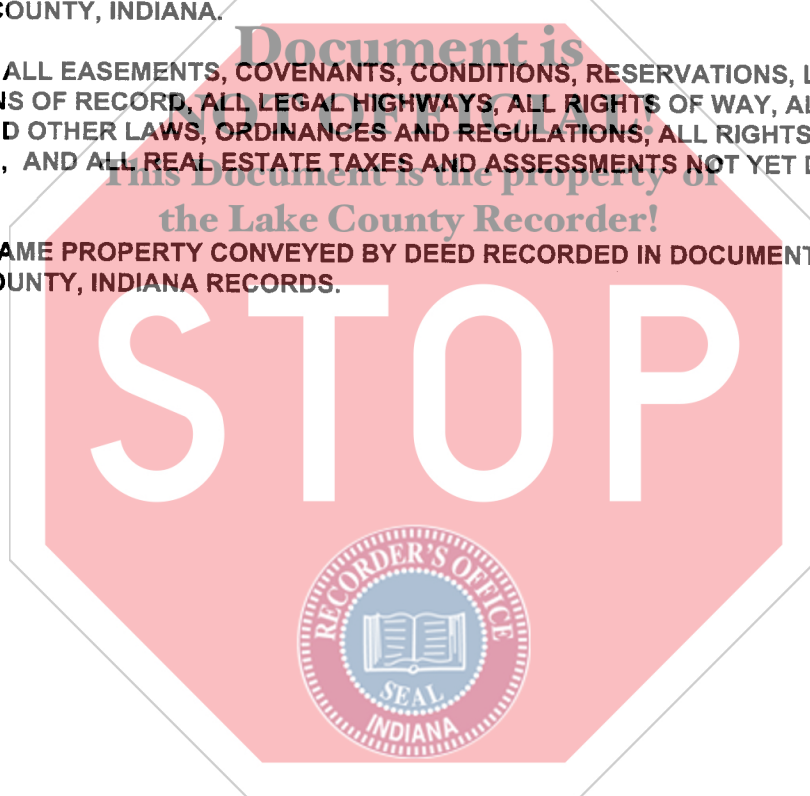 COUNTY, INDIANA.
Document is
ALL EASEMENTS, COVENANTS, CONDITIONS, RESERVATIONS, L
NS OF RECORD, ALL LEGAL HIGHWAYS, ALL RIGHTS OF WAY, AL
NOT OFFICIAL!
D OTHER LAWS, ORDINANCES AND REGULATIONS, ALL RIGHTS
, AND ALL REAL ESTATE TAXES AND ASSESSMENTS NOT YET D
This Document is the property of
the Lake County Recorder!
AME PROPERTY CONVEYED BY DEED RECORDED IN DOCUMENT
OUNTY, INDIANA RECORDS.
STOP
RECORDER'S OFFICE
SEAL
INDIANA